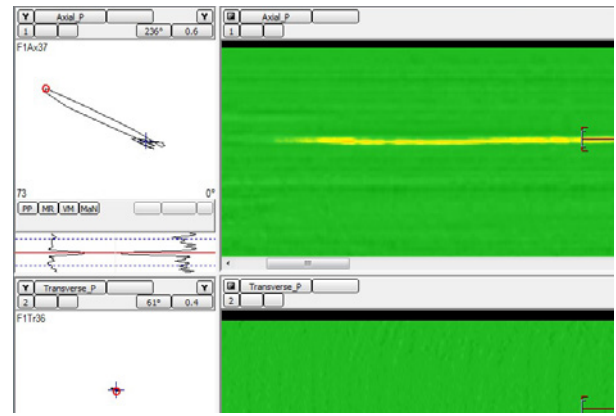 Y Axial_P Y
1 236° 0.6
F1Ax37
73 0°
PP MR VM MaN
Axial_P
1
Y Transverse_P Y
2 61° 0.4
F1Tr36
Transverse_P
2